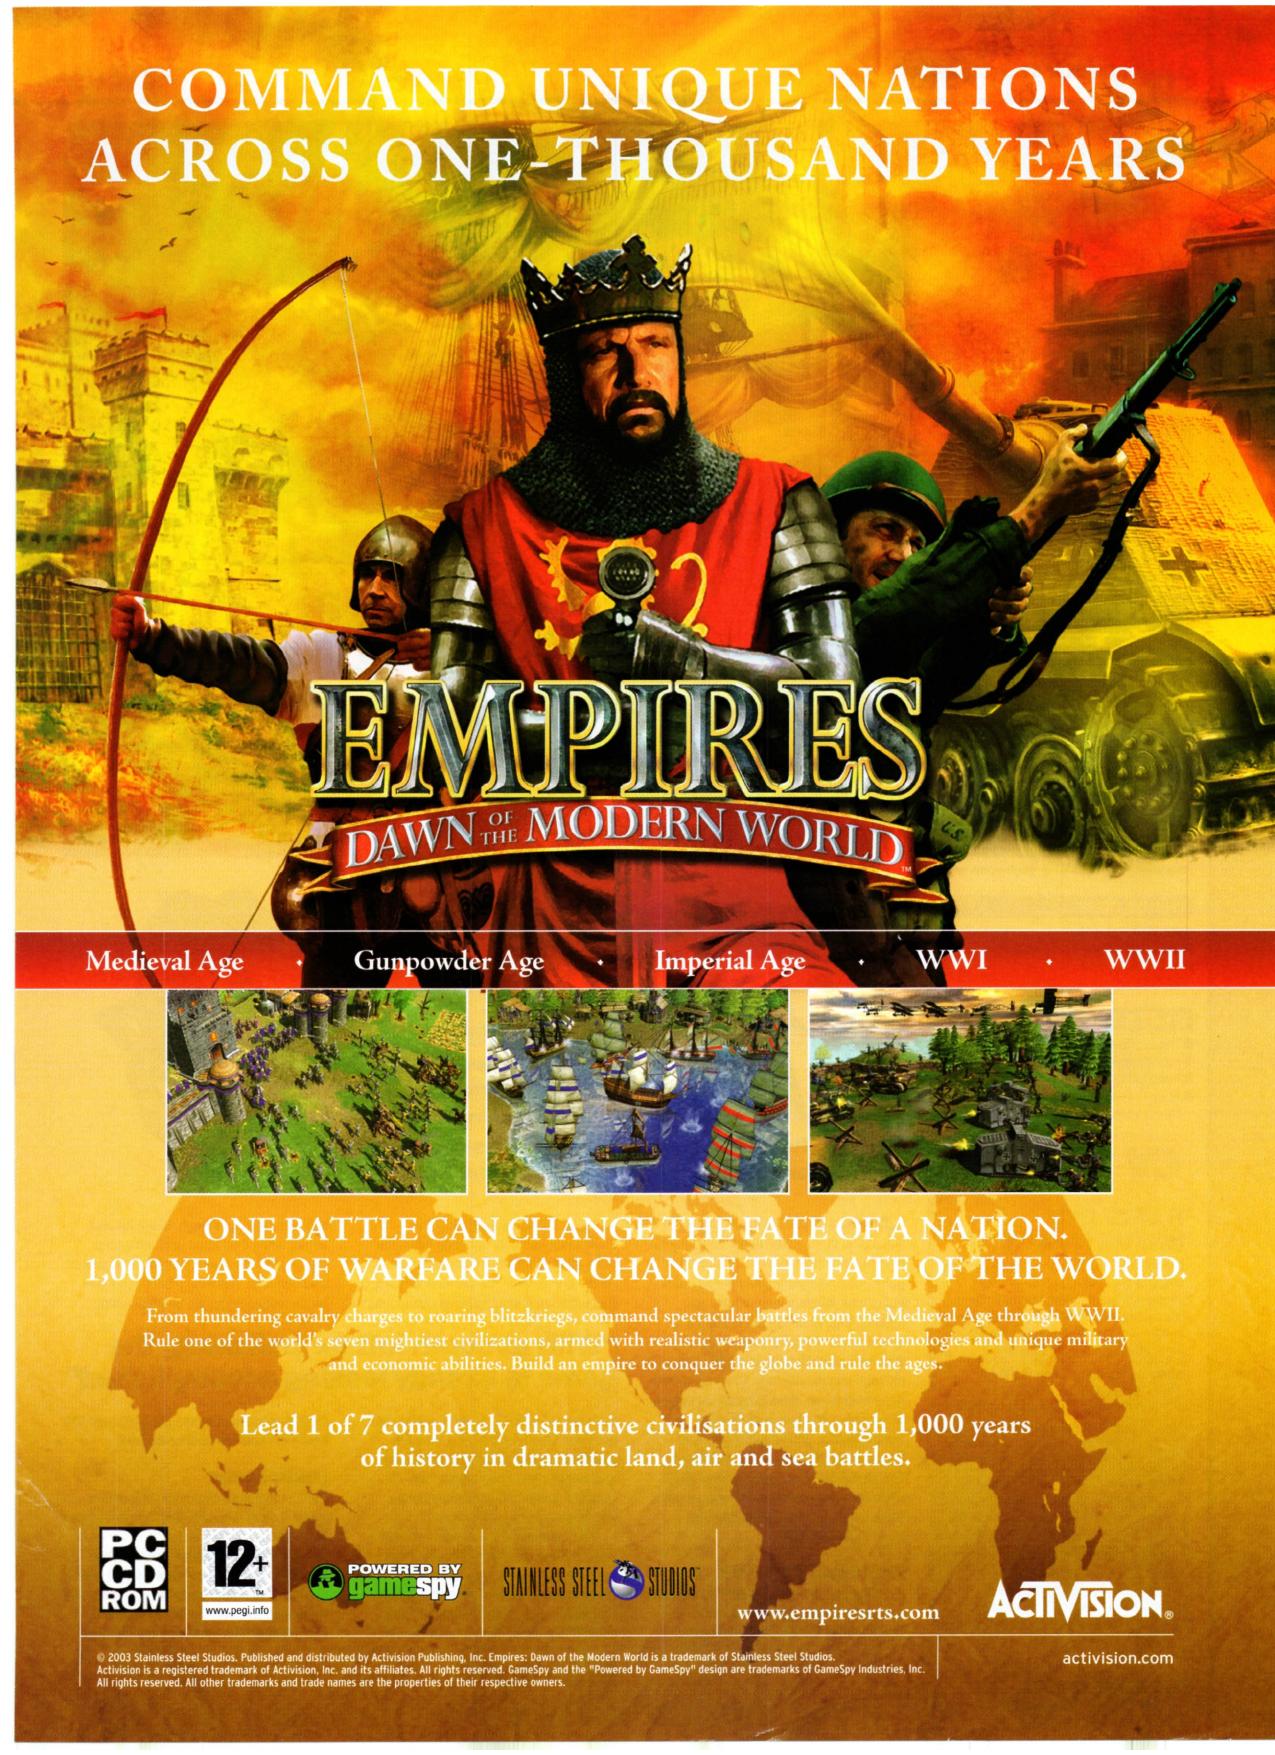 COMMAND UNIQUE NATIONS
ACROSS ONE-THOUSAND YEARS
EMPIRES
DAWN OF THE MODERN WORLD™
Medieval Age · Gunpowder Age · Imperial Age · WWI · WWII
ONE BATTLE CAN CHANGE THE FATE OF A NATION.
1,000 YEARS OF WARFARE CAN CHANGE THE FATE OF THE WORLD.
From thundering cavalry charges to roaring blitzkriegs, command spectacular battles from the Medieval Age through WWII.
Rule one of the world's seven mightiest civilizations, armed with realistic weaponry, powerful technologies and unique military
and economic abilities. Build an empire to conquer the globe and rule the ages.
Lead 1 of 7 completely distinctive civilisations through 1,000 years
of history in dramatic land, air and sea battles.
PC
CD
ROM
12+™
www.pegi.info
POWERED BY
gamespy
STAINLESS STEEL STUDIOS™
www.empiresrts.com
ACTIVISION®
© 2003 Stainless Steel Studios. Published and distributed by Activision Publishing, Inc. Empires: Dawn of the Modern World is a trademark of Stainless Steel Studios.
Activision is a registered trademark of Activision, Inc. and its affiliates. All rights reserved. GameSpy and the "Powered by GameSpy" design are trademarks of GameSpy Industries, Inc.
All rights reserved. All other trademarks and trade names are the properties of their respective owners.
activision.com